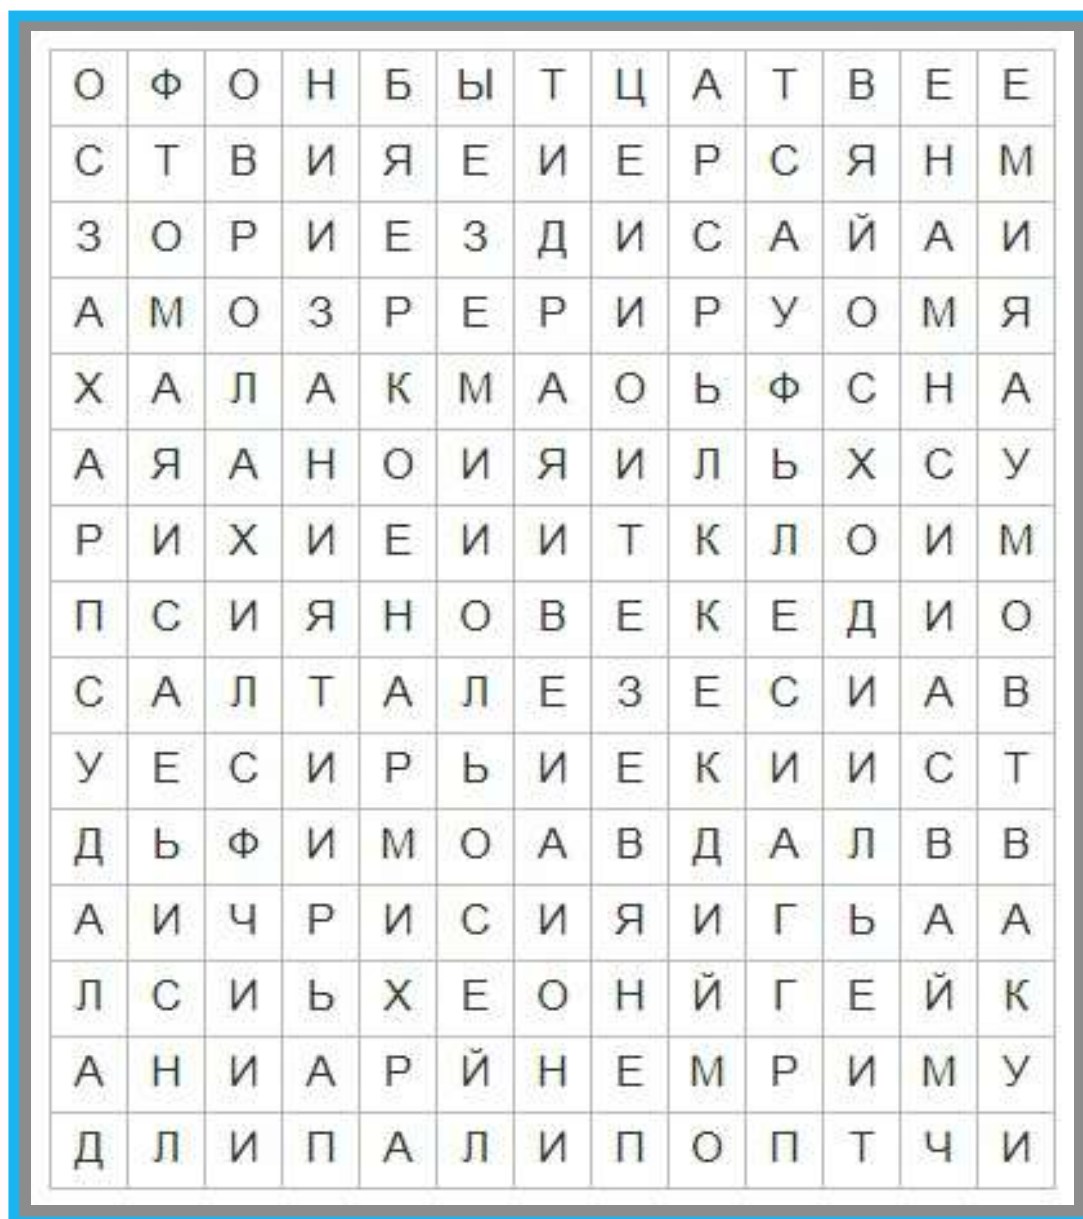 О Ф О Н Б Ы Т Ц А Т В Е Е
С Т В И Я Е И Е Р С Я Н М
З О Р И Е З Д И С А Й А И
А М О З Р Е Р И Р У О М Я
Х А Л А К М А О Ь Ф С Н А
А Я А Н О И Я И Л Ь Х С У
Р И Х И Е И И Т К Л О И М
П С И Я Н О В Е К Е Д И О
С А Л Т А Л Е З Е С И А В
У Е С И Р Ь И Е К И И С Т
Д Ь Ф И М О А В Д А Л В В
А И Ч Р И С И Я И Г Ь А А
Л С И Ь Х Е О Н Й Г Е Й К
А Н И А Р Й Н Е М Р И М У
Д Л И П А Л И П О П Т Ч И